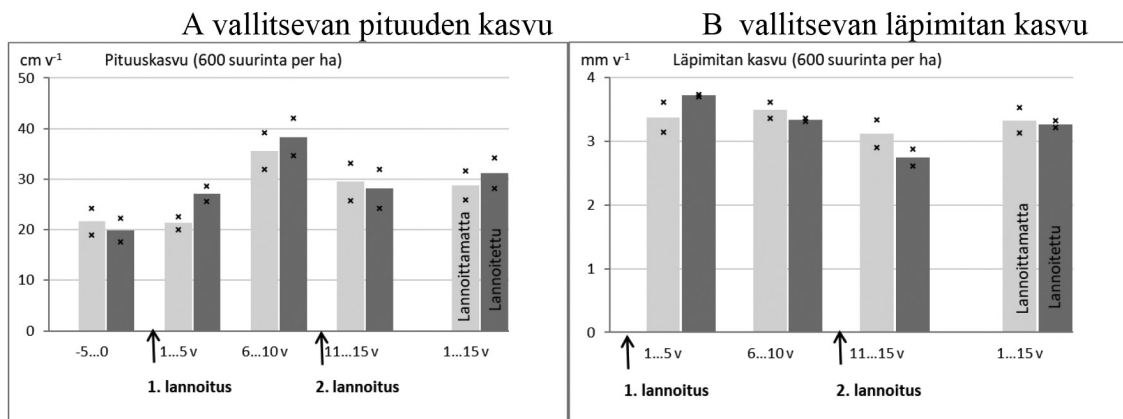 A vallitsevan pituuden kasvu
cm v⁻¹
Pituuskasvu (600 suurinta per ha)
50
40
30
20
10
0
Lannoittamatta
Lannoitettu
-5...0
1...5 v
6...10 v
11...15 v
1...15 v
1. lannoitus
2. lannoitus
B vallitsevan läpimitan kasvu
mm v⁻¹
Läpimitan kasvu (600 suurinta per ha)
4
3
2
1
0
Lannoittamatta
Lannoitettu
1...5 v
6...10 v
11...15 v
1...15 v
1. lannoitus
2. lannoitus